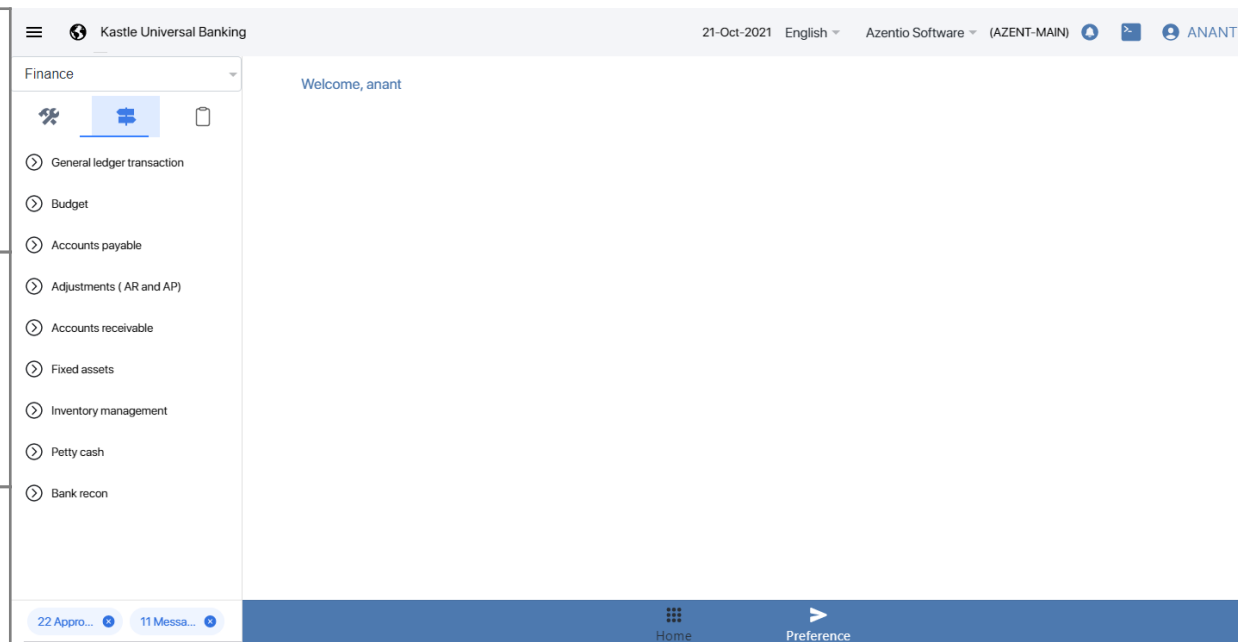 Kastle Universal Banking
21-Oct-2021 English Azentio Software (AZENT-MAIN) ANANT
Finance
Welcome, anant
General ledger transaction
Budget
Accounts payable
Adjustments ( AR and AP)
Accounts receivable
Fixed assets
Inventory management
Petty cash
Bank recon
22 Appro... 11 Messa...
Home Preference